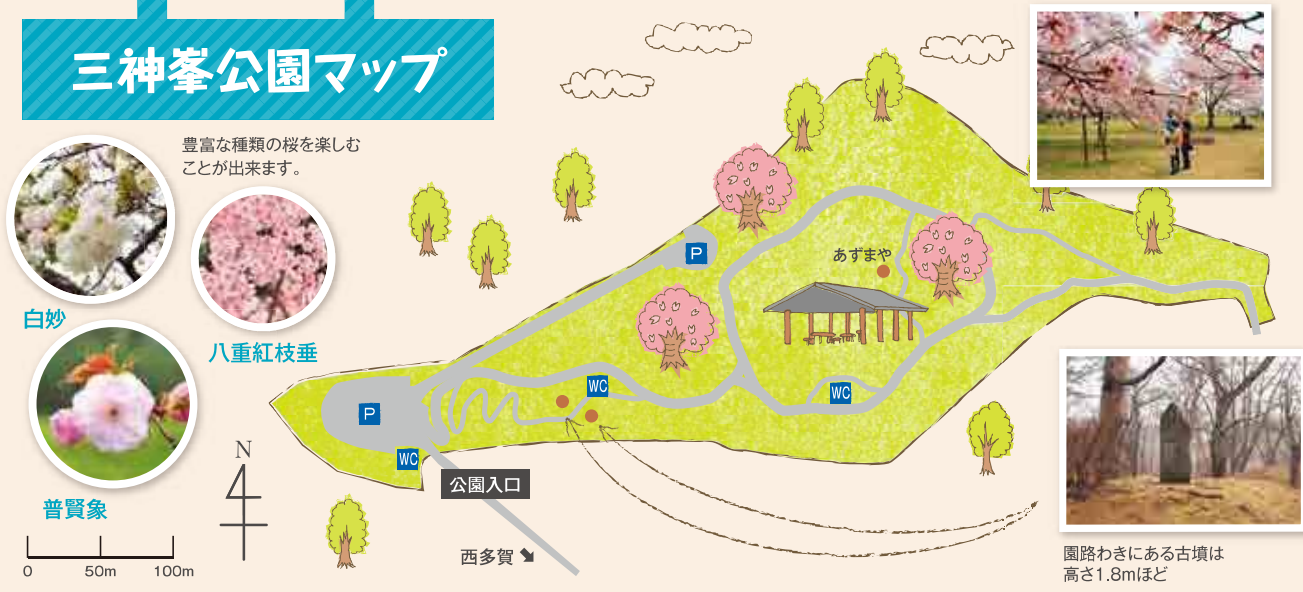 三神峯公園マップ
豊富な種類の桜を楽しむ
ことが出来ます。
白妙
八重紅枝垂
普賢象
N
0 50m 100m
P
あずまや
WC
WC
P
WC
公園入口
西多賀
園路わきにある古墳は
高さ1.8mほど